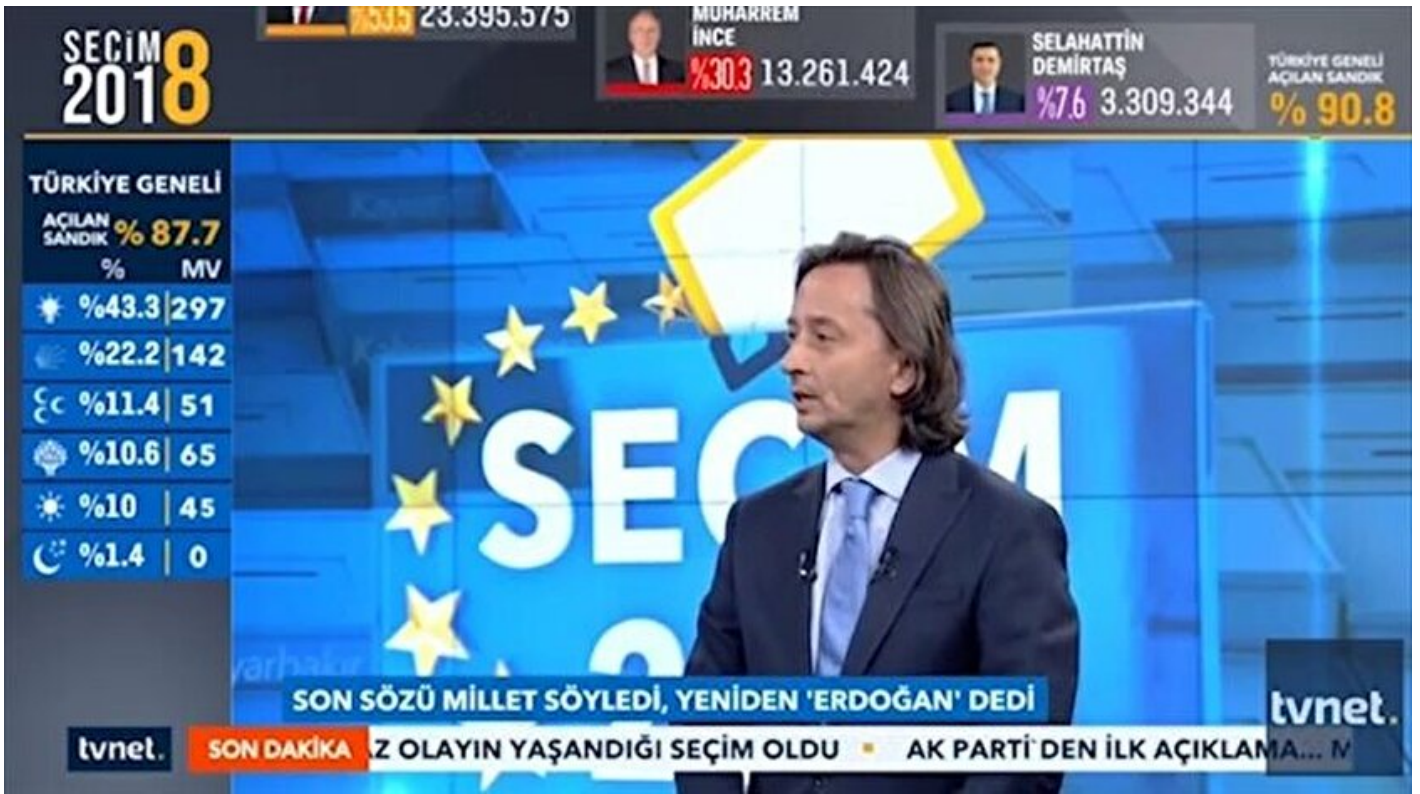 SEÇİM
2018
%53.5 23.395.575
MUHARREM
İNCE
%30.3 13.261.424
SELAHATTİN
DEMİRTAŞ
%7.6 3.309.344
TÜRKİYE GENELİ
AÇILAN SANDIK
% 90.8
TÜRKİYE GENELİ
AÇILAN
SANDIK % 87.7
% MV
%43.3 297
%22.2 142
%11.4 51
%10.6 65
%10 45
%1.4 0
SEÇİM
2
SON SÖZÜ MİLLET SÖYLEDİ, YENİDEN 'ERDOĞAN' DEDİ
tvnet.
tvnet. SON DAKİKA AZ OLAYIN YAŞANDIĞI SEÇİM OLDU ▪ AK PARTİ'DEN İLK AÇIKLAMA... M